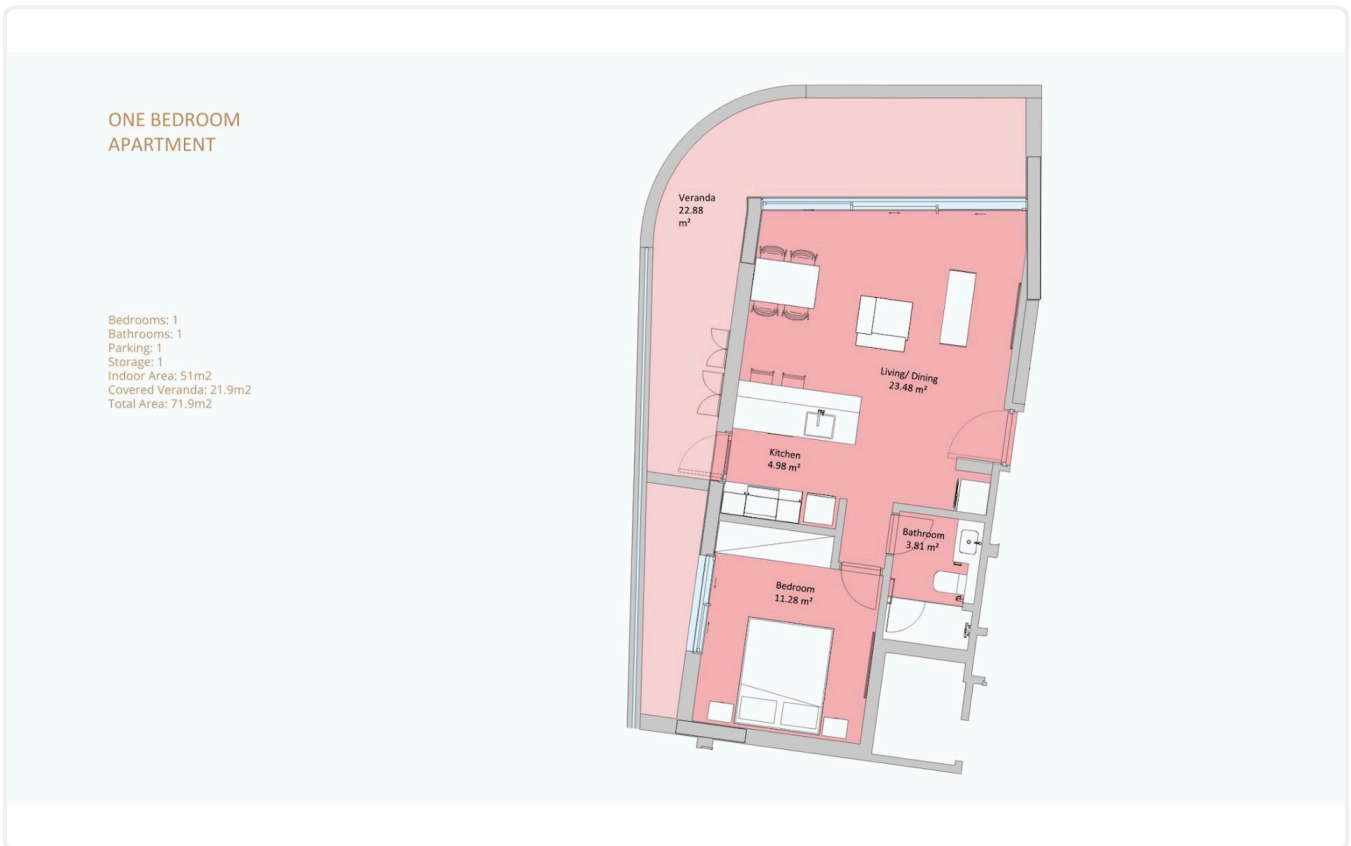 ONE BEDROOM
APARTMENT
Bedrooms: 1
Bathrooms: 1
Parking: 1
Storage: 1
Indoor Area: 51m2
Covered Veranda: 21.9m2
Total Area: 71.9m2
Veranda
22.88
m²
Living/ Dining
23.48 m²
Kitchen
4.98 m²
Bathroom
3.81 m²
Bedroom
11.28 m²